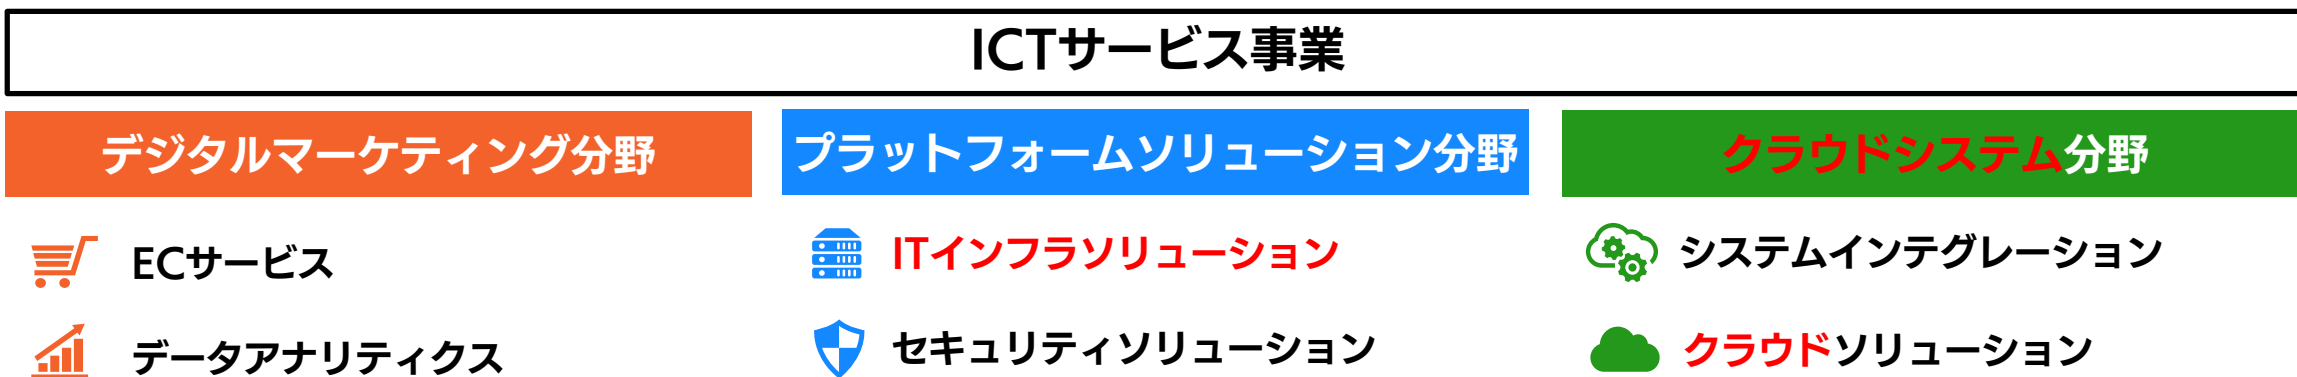 ICTサービス事業
デジタルマーケティング分野
プラットフォームソリューション分野
クラウドシステム分野
ECサービス
ITインフラソリューション
システムインテグレーション
データアナリティクス
セキュリティソリューション
クラウドソリューション